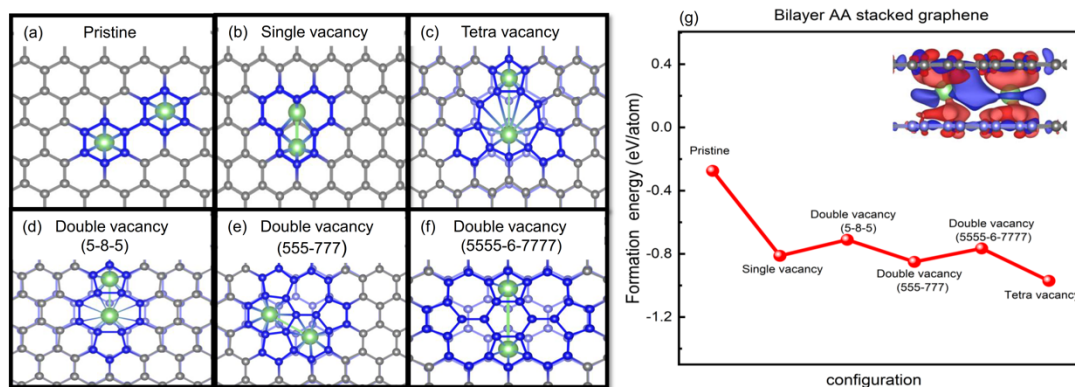 (a) Pristine
(b) Single vacancy
(c) Tetra vacancy
(d) Double vacancy
(5-8-5)
(e) Double vacancy
(555-777)
(f) Double vacancy
(5555-6-7777)
(g) Bilayer AA stacked graphene
Formation energy (eV/atom)
0.4
0.0
-0.4
-0.8
-1.2
Pristine
Single vacancy
Double vacancy
(5-8-5)
Double vacancy
(555-777)
Double vacancy
(5555-6-7777)
Tetra vacancy
configuration